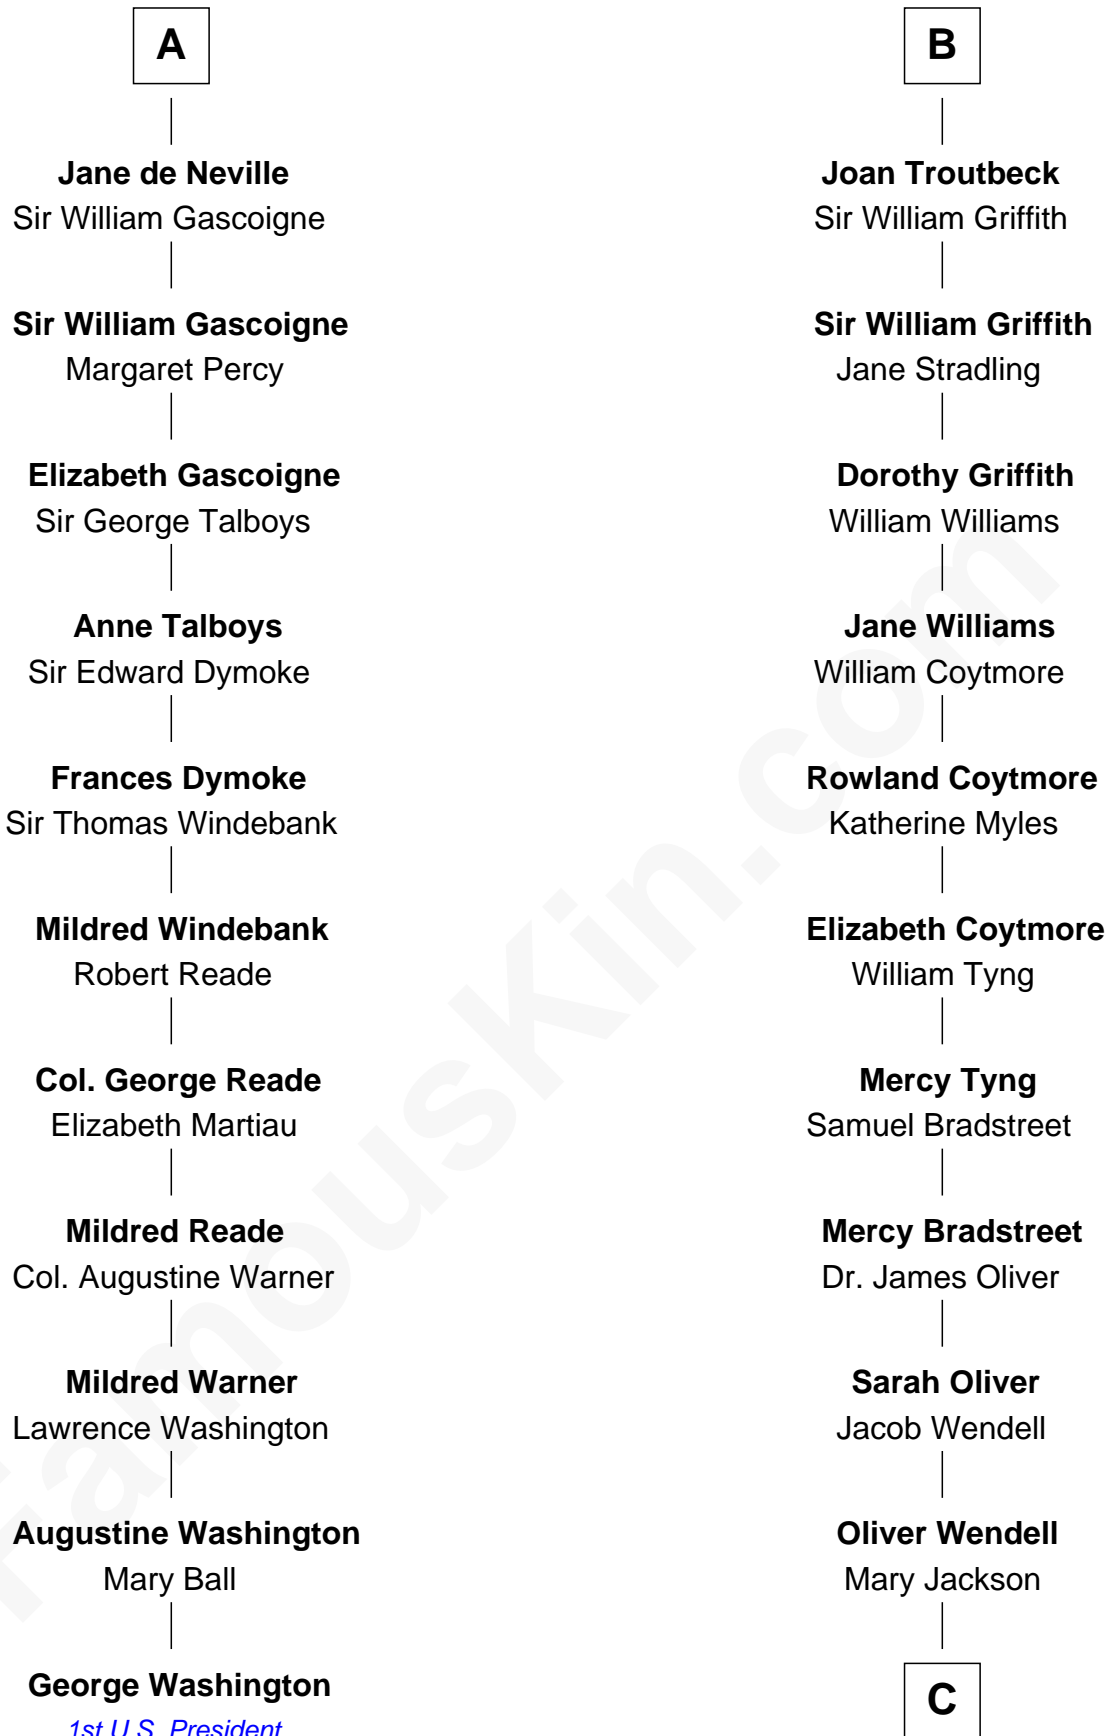 A
Jane de Neville
Sir William Gascoigne
Sir William Gascoigne
Margaret Percy
Elizabeth Gascoigne
Sir George Talboys
Anne Talboys
Sir Edward Dymoke
Frances Dymoke
Sir Thomas Windebank
Mildred Windebank
Robert Reade
Col. George Reade
Elizabeth Martiau
Mildred Reade
Col. Augustine Warner
Mildred Warner
Lawrence Washington
Augustine Washington
Mary Ball
George Washington
1st U.S. President
B
Joan Troutbeck
Sir William Griffith
Sir William Griffith
Jane Stradling
Dorothy Griffith
William Williams
Jane Williams
William Coytmore
Rowland Coytmore
Katherine Myles
Elizabeth Coytmore
William Tyng
Mercy Tyng
Samuel Bradstreet
Mercy Bradstreet
Dr. James Oliver
Sarah Oliver
Jacob Wendell
Oliver Wendell
Mary Jackson
C
FamousKin.com